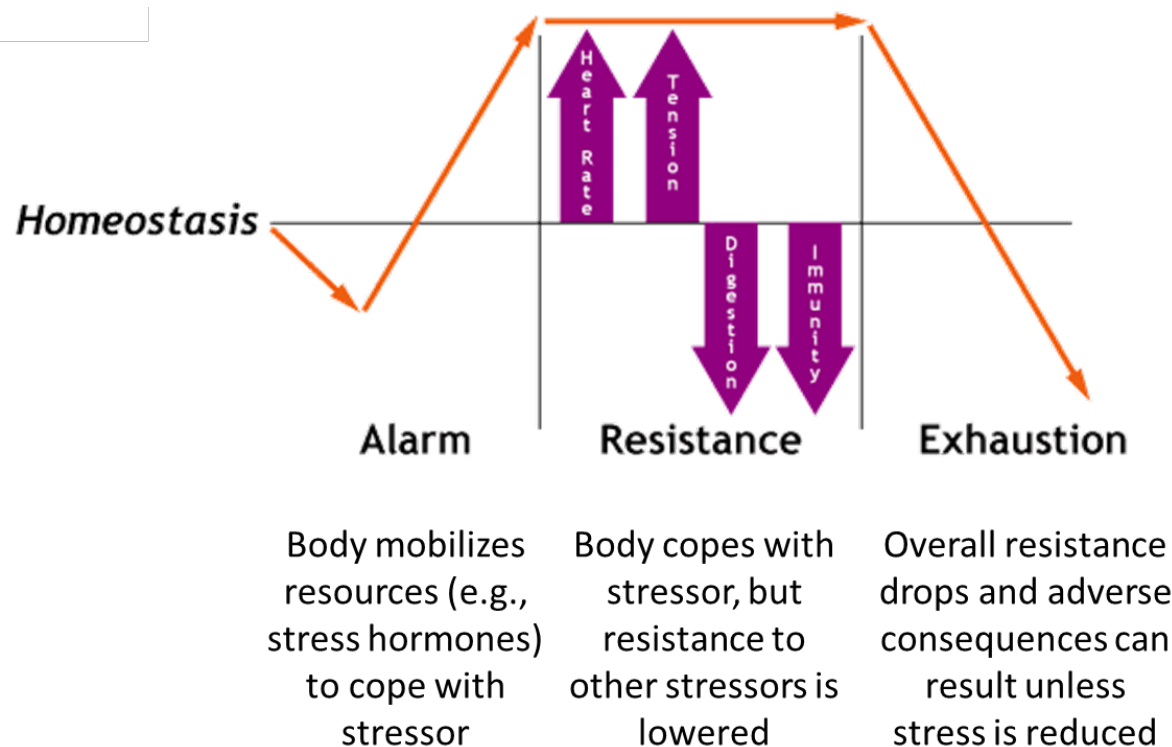 Heart Rate
Tension
Homeostasis
Digestion
Immunity
Alarm
Resistance
Exhaustion
Body mobilizes
resources (e.g.,
stress hormones)
to cope with
stressor
Body copes with
stressor, but
resistance to
other stressors is
lowered
Overall resistance
drops and adverse
consequences can
result unless
stress is reduced